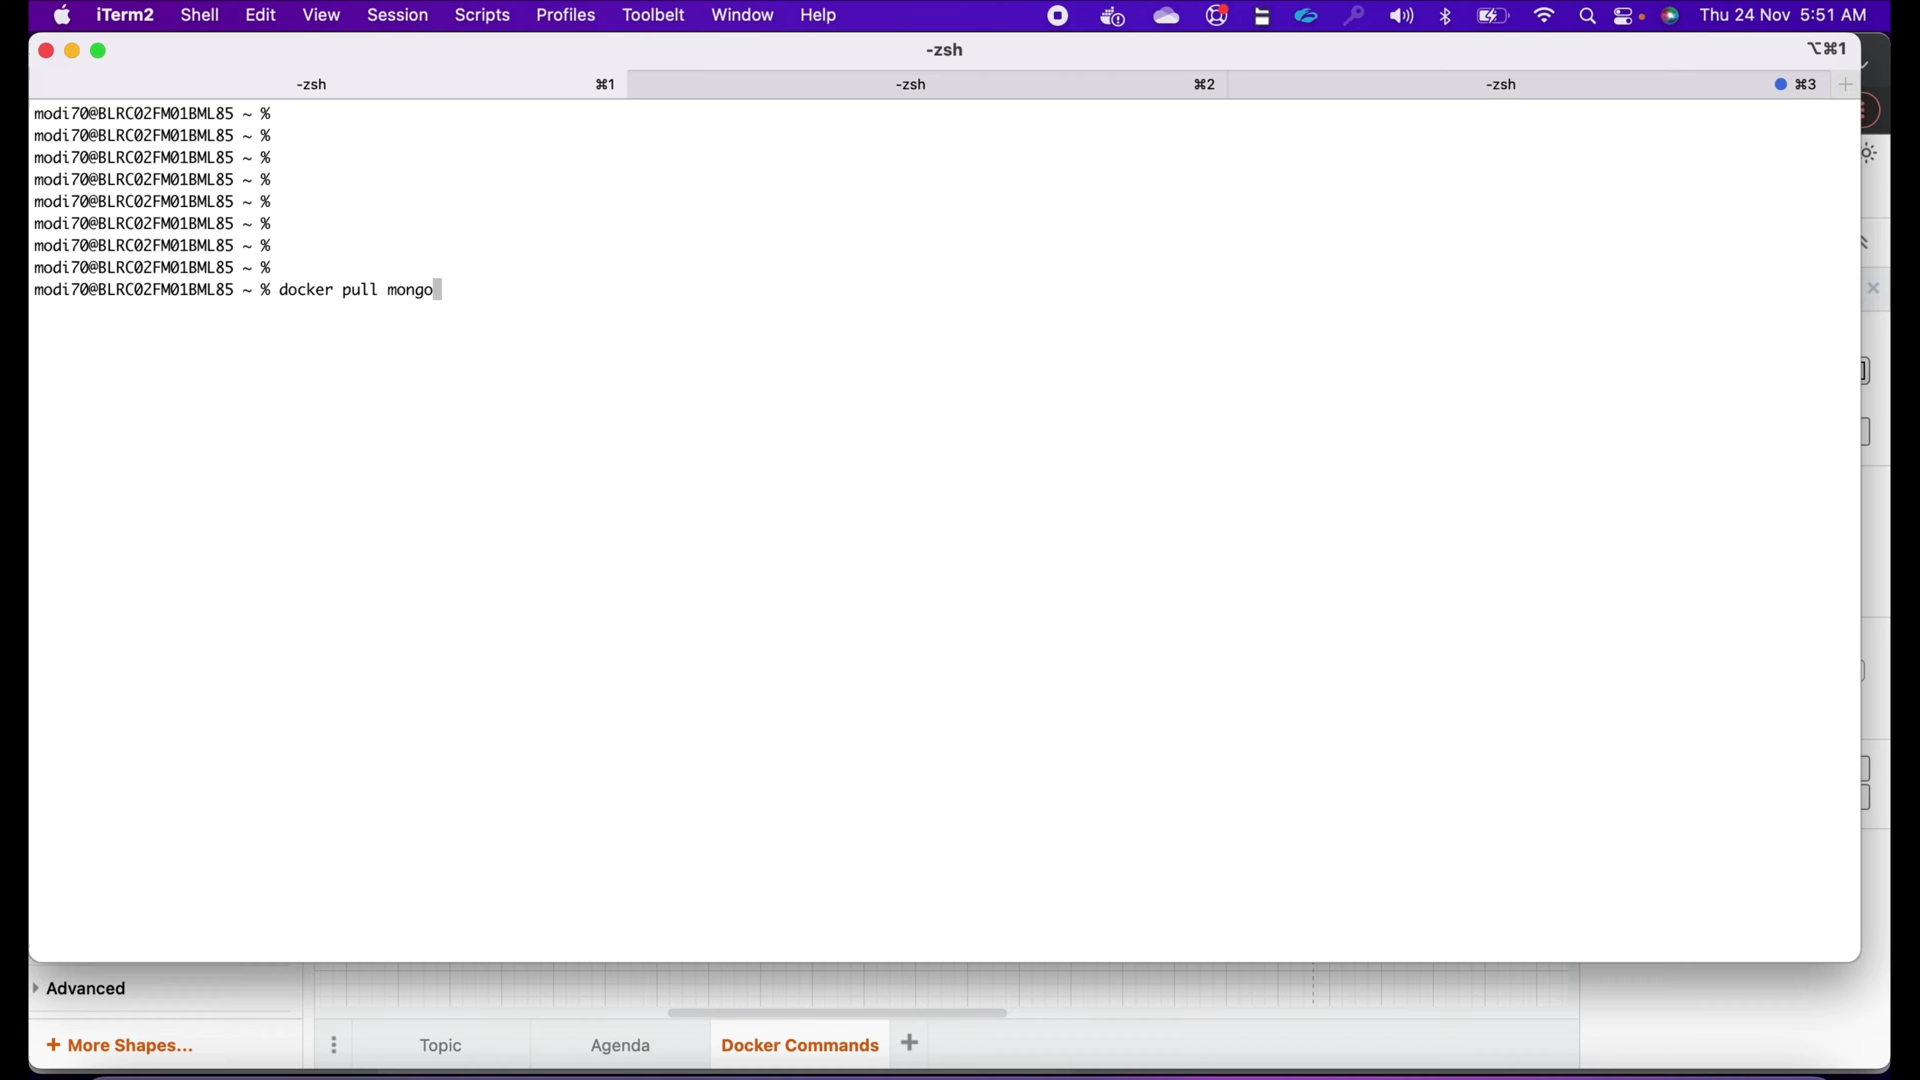 iTerm2 Shell Edit View Session Scripts Profiles Toolbelt Window Help Thu 24 Nov 5:51 AM
-zsh ⌥⌘1
-zsh ⌘1 -zsh ⌘2 -zsh ⌘3
modi70@BLRC02FM01BML85 ~ %
modi70@BLRC02FM01BML85 ~ %
modi70@BLRC02FM01BML85 ~ %
modi70@BLRC02FM01BML85 ~ %
modi70@BLRC02FM01BML85 ~ %
modi70@BLRC02FM01BML85 ~ %
modi70@BLRC02FM01BML85 ~ %
modi70@BLRC02FM01BML85 ~ %
modi70@BLRC02FM01BML85 ~ % docker pull mongo
Advanced
+ More Shapes... Topic Agenda Docker Commands +